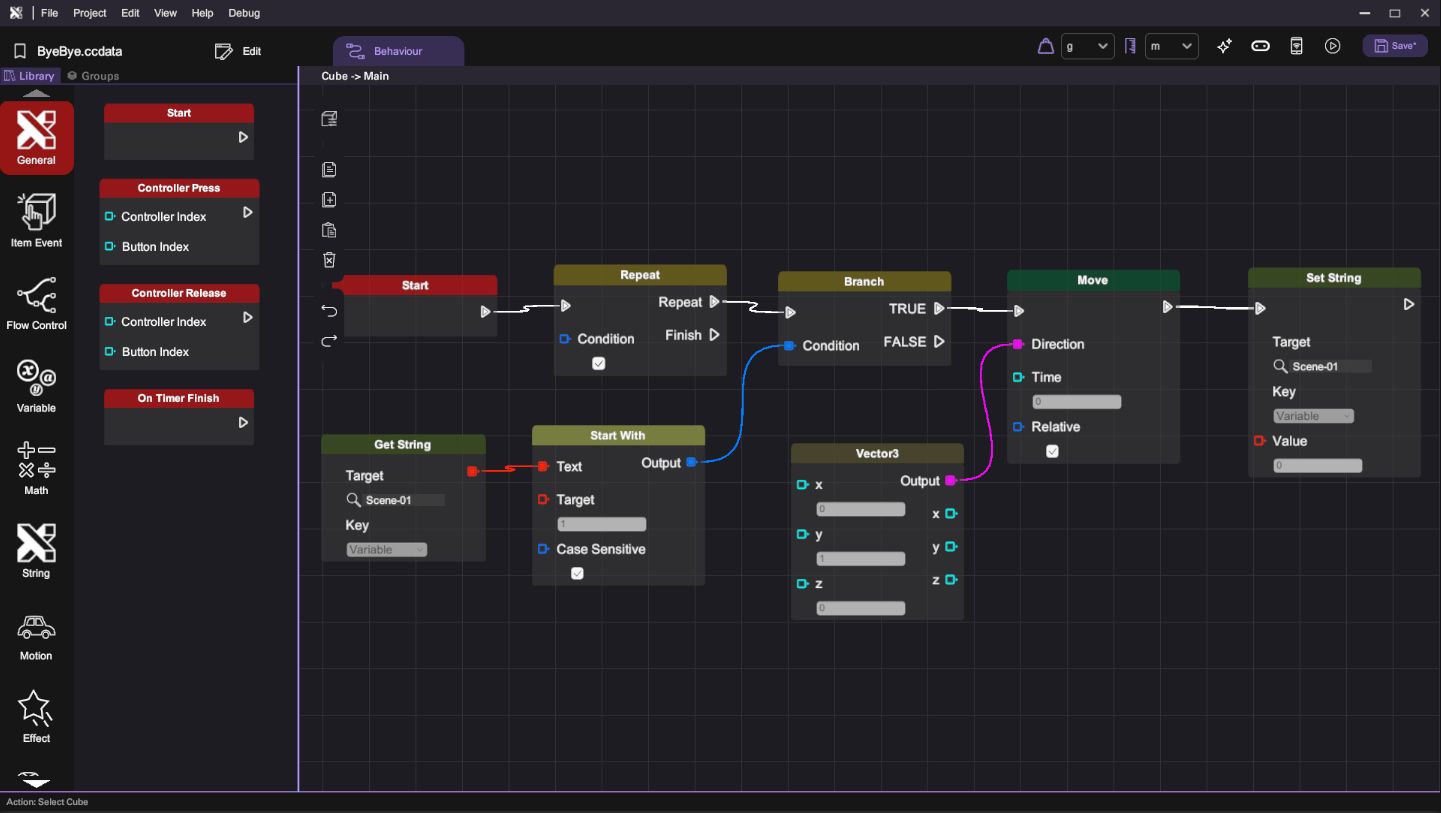 File Project Edit View Help Debug
ByeBye.ccdata Edit Behaviour g m Save*
Library Groups Cube -> Main
General
Item Event
Flow Control
Variable
Math
String
Motion
Effect
Start
Controller Press
Controller Index
Button Index
Controller Release
Controller Index
Button Index
On Timer Finish
Start
Repeat
Repeat
Finish
Condition
Branch
TRUE
FALSE
Condition
Move
Direction
Time
0
Relative
Set String
Target
Scene-01
Key
Variable
Value
0
Get String
Target
Scene-01
Key
Variable
Start With
Text Output
Target
1
Case Sensitive
Vector3
Output
x
0
x
y
1
y
z
0
z
Action: Select Cube